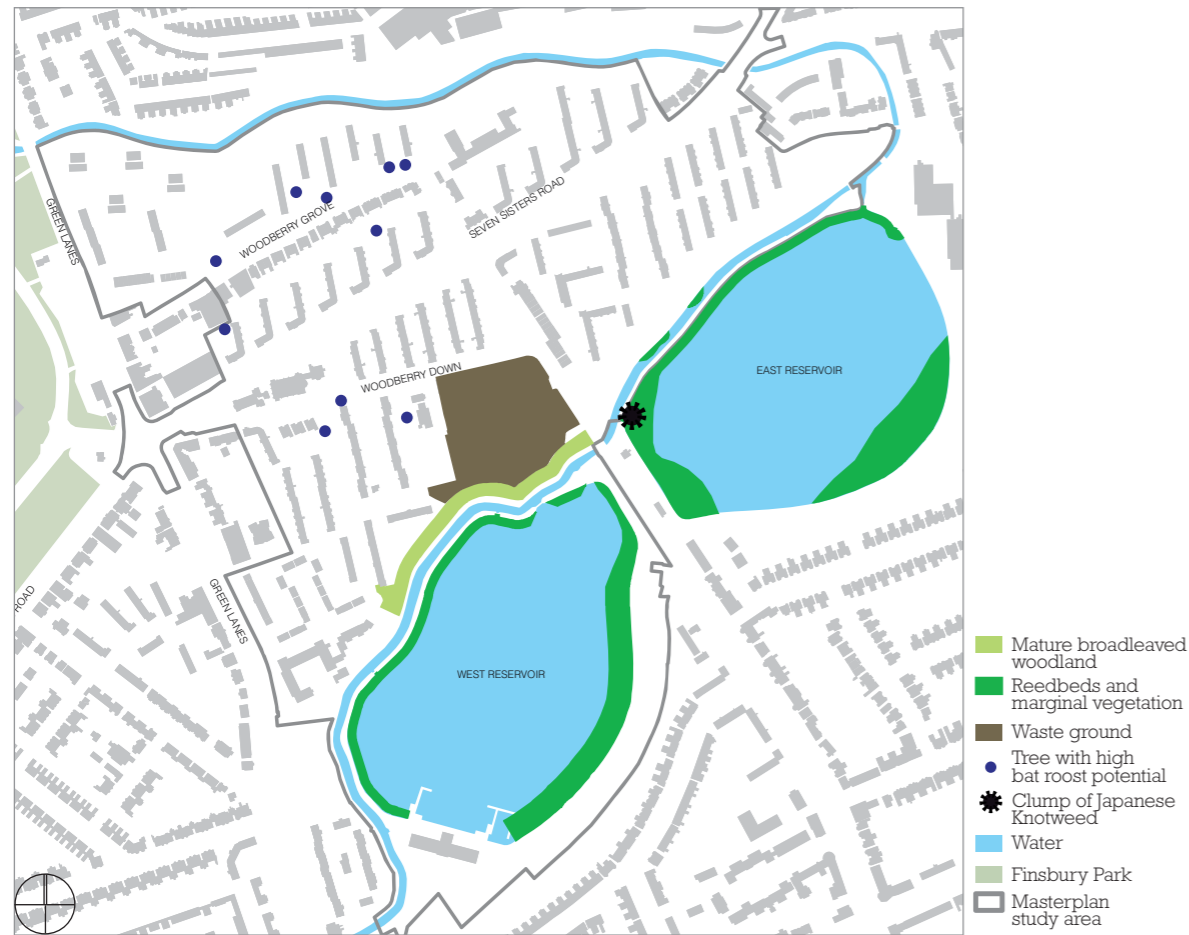 GREEN LANES
WOODBERRY GROVE
SEVEN SISTERS ROAD
WOODBERRY DOWN
EAST RESERVOIR
ROAD
GREEN LANES
WEST RESERVOIR
Mature broadleaved
woodland
Reedbeds and
marginal vegetation
Waste ground
Tree with high
bat roost potential
Clump of Japanese
Knotweed
Water
Finsbury Park
Masterplan
study area